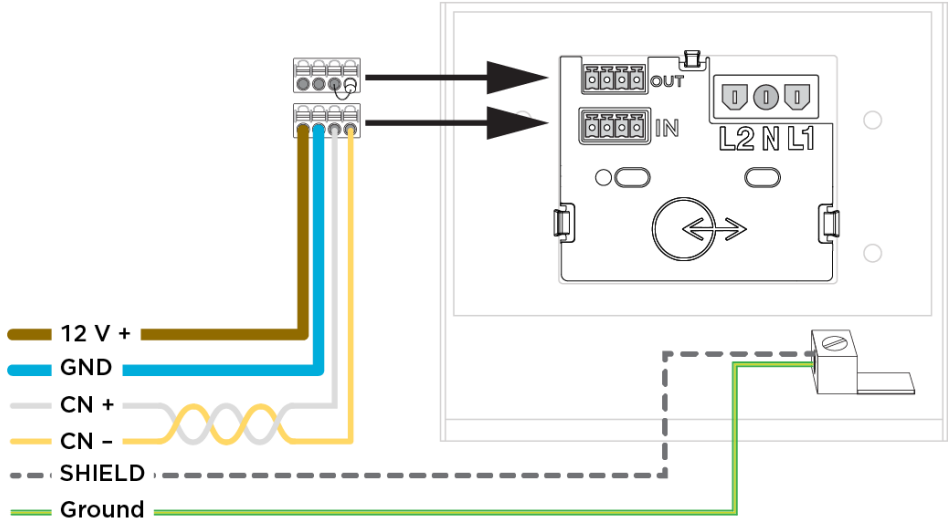 OUT
IN
L2 N L1
12 V +
GND
CN +
CN –
SHIELD
Ground